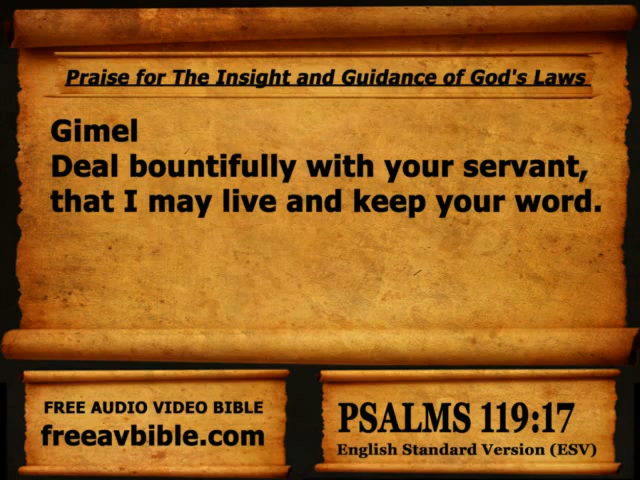 Praise for The Insight and Guidance of God's Laws
Gimel
Deal bountifully with your servant,
that I may live and keep your word.
FREE AUDIO VIDEO BIBLE
freeavbible.com
PSALMS 119:17
English Standard Version (ESV)